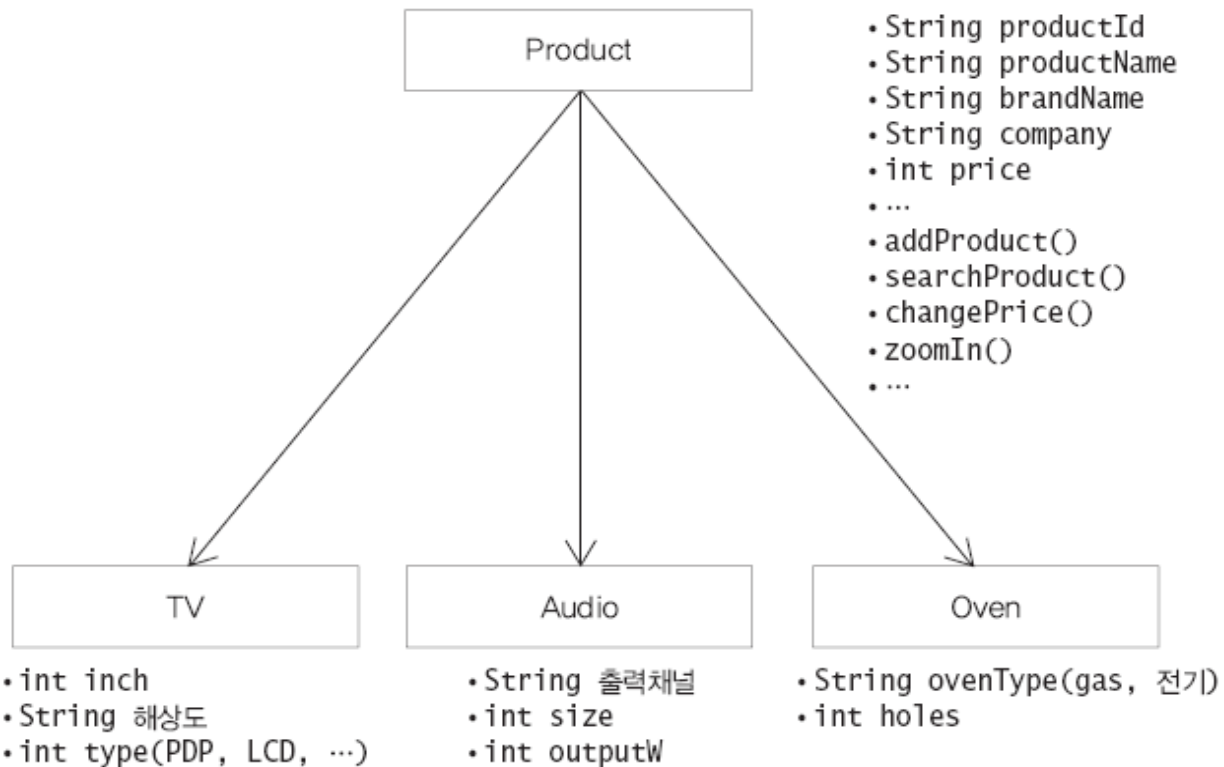 Product
• String productId
• String productName
• String brandName
• String company
• int price
• …
• addProduct()
• searchProduct()
• changePrice()
• zoomIn()
• …
TV
• int inch
• String 해상도
• int type(PDP, LCD, …)
Audio
• String 출력채널
• int size
• int outputW
Oven
• String ovenType(gas, 전기)
• int holes